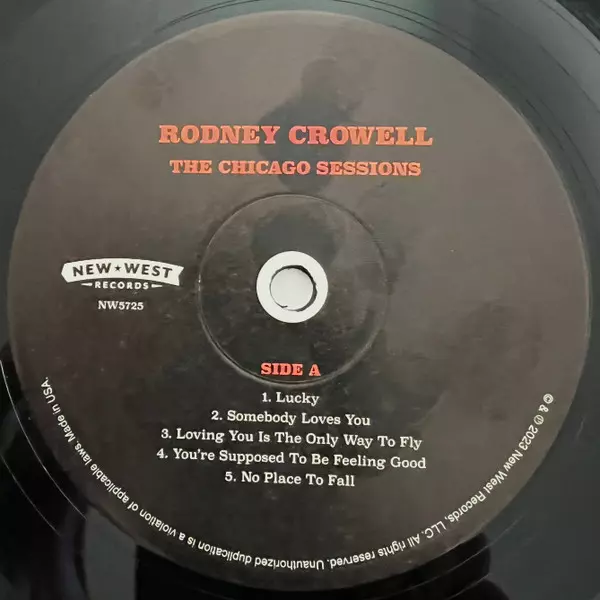 RODNEY CROWELL
THE CHICAGO SESSIONS
NEW★WEST
RECORDS
NW5725
SIDE A
1. Lucky
2. Somebody Loves You
3. Loving You Is The Only Way To Fly
4. You're Supposed To Be Feeling Good
5. No Place To Fall
© & ℗ 2023 New West Records, LLC. All rights reserved. Unauthorized duplication is a violation of applicable laws. Made in USA.